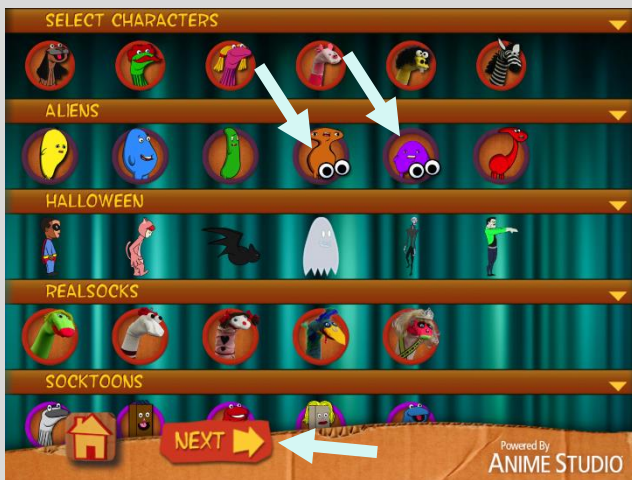 SELECT CHARACTERS
ALIENS
HALLOWEEN
REALSOCKS
SOCKTOONS
NEXT
Powered By
ANIME STUDIO